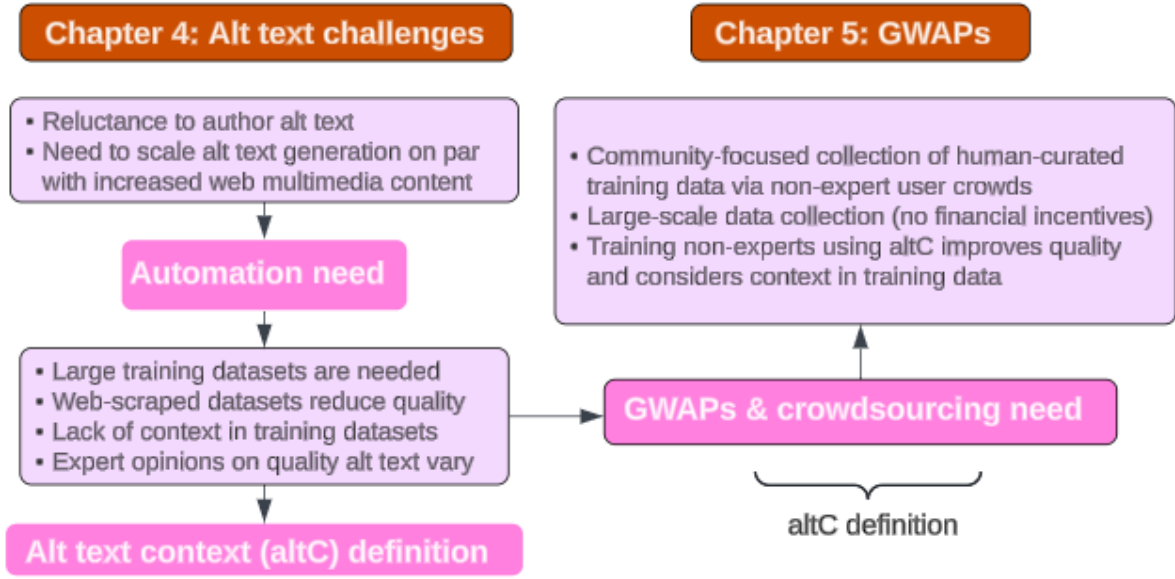 Chapter 4: Alt text challenges
• Reluctance to author alt text
• Need to scale alt text generation on par
with increased web multimedia content
Automation need
• Large training datasets are needed
• Web-scraped datasets reduce quality
• Lack of context in training datasets
• Expert opinions on quality alt text vary
Alt text context (altC) definition
Chapter 5: GWAPs
• Community-focused collection of human-curated
training data via non-expert user crowds
• Large-scale data collection (no financial incentives)
• Training non-experts using altC improves quality
and considers context in training data
GWAPs & crowdsourcing need
altC definition